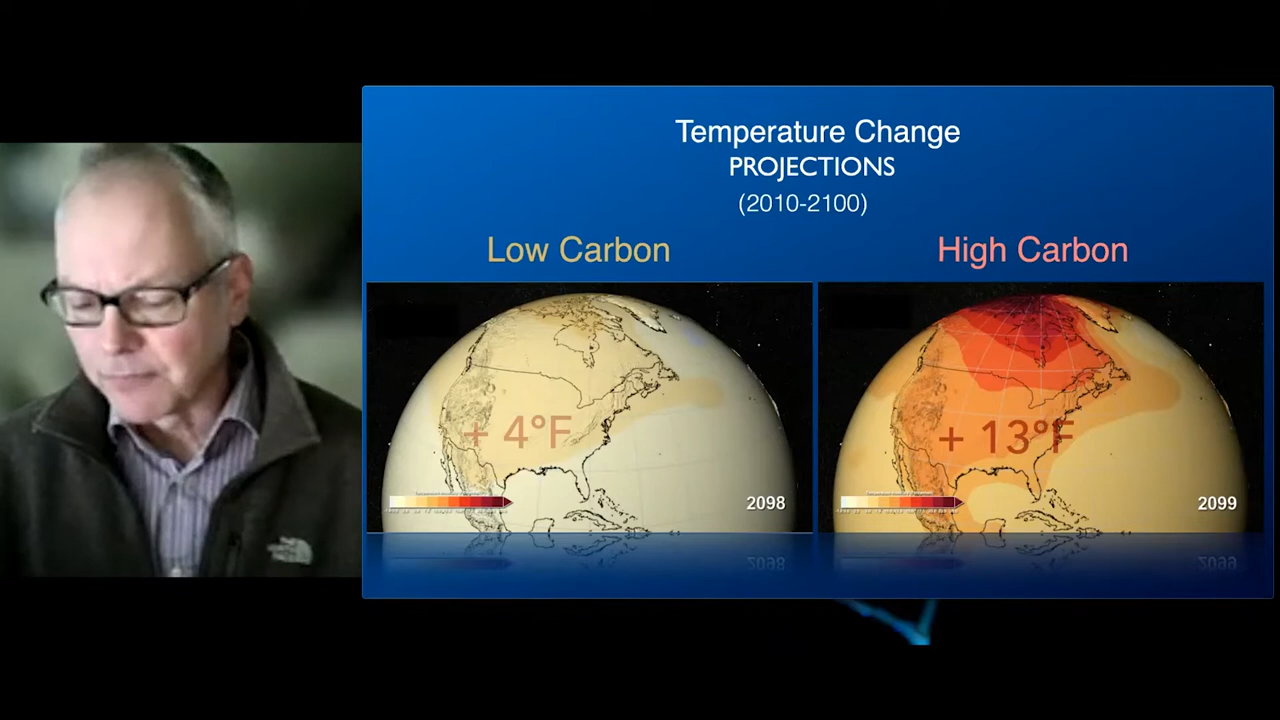 Temperature Change
PROJECTIONS
(2010-2100)
Low Carbon
High Carbon
+ 4°F
+ 13°F
2098
2099